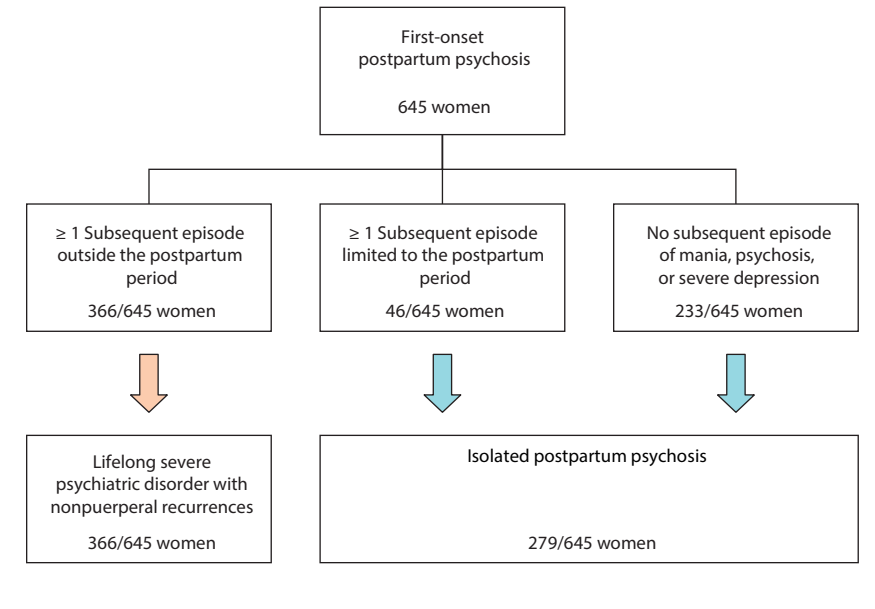 First-onset
postpartum psychosis
645 women
≥ 1 Subsequent episode
outside the postpartum
period
366/645 women
≥ 1 Subsequent episode
limited to the postpartum
period
46/645 women
No subsequent episode
of mania, psychosis,
or severe depression
233/645 women
Lifelong severe
psychiatric disorder with
nonpuerperal recurrences
366/645 women
Isolated postpartum psychosis
279/645 women